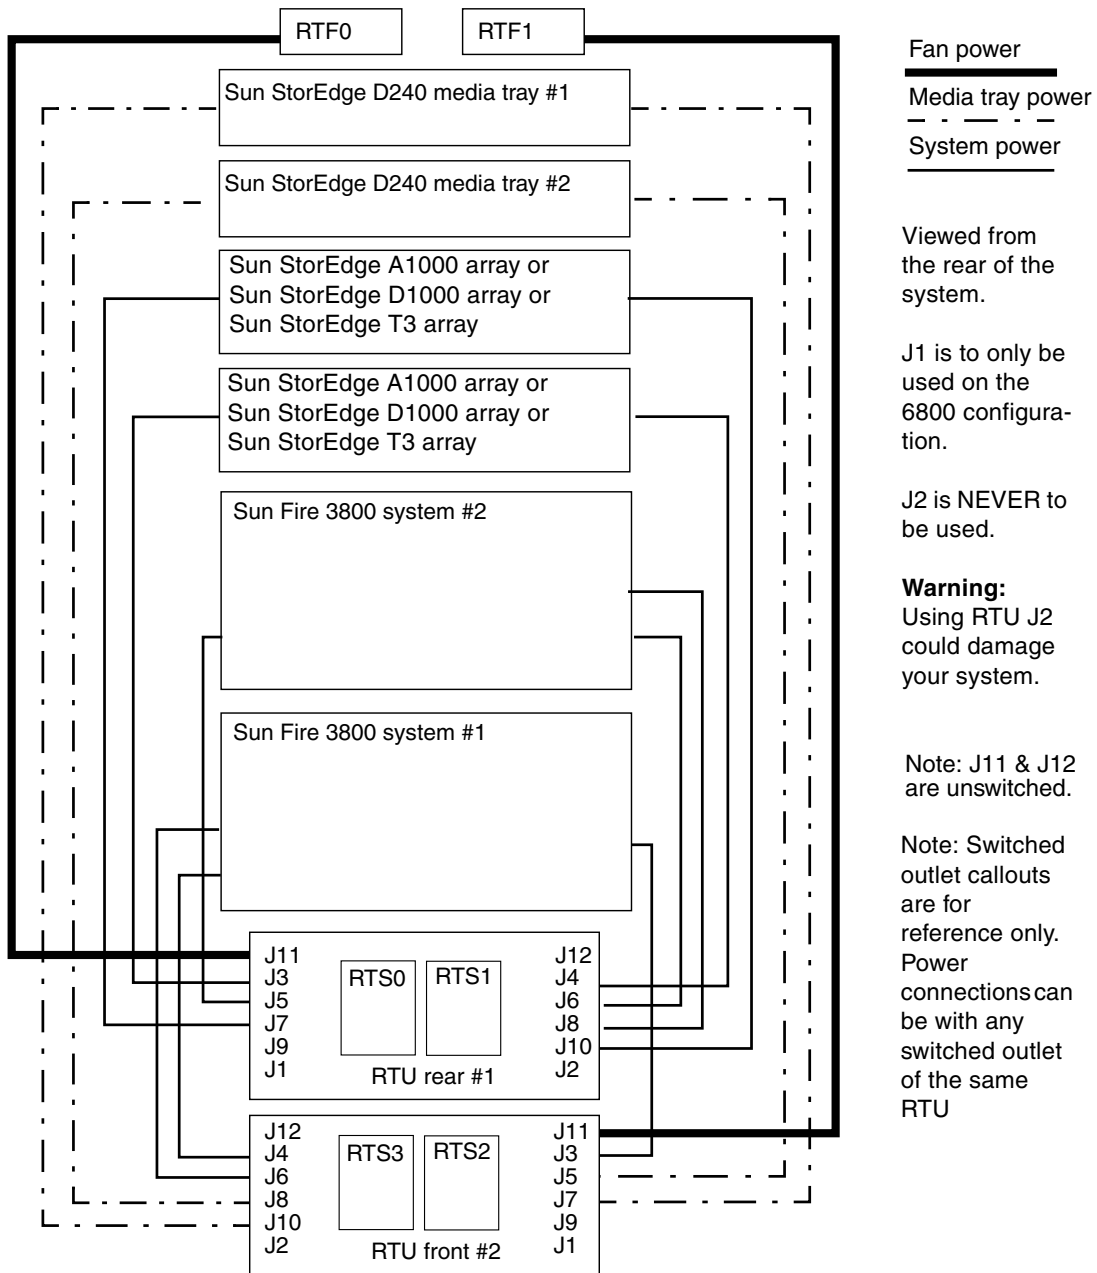 RTF0
RTF1
Sun StorEdge D240 media tray #1
Sun StorEdge D240 media tray #2
Sun StorEdge A1000 array or
Sun StorEdge D1000 array or
Sun StorEdge T3 array
Sun StorEdge A1000 array or
Sun StorEdge D1000 array or
Sun StorEdge T3 array
Sun Fire 3800 system #2
Sun Fire 3800 system #1
J11
J3
J5
J7
J9
J1
RTS0
RTS1
J12
J4
J6
J8
J10
J2
RTU rear #1
J12
J4
J6
J8
J10
J2
RTS3
RTS2
J11
J3
J5
J7
J9
J1
RTU front #2
Fan power
Media tray power
System power
Viewed from
the rear of the
system.
J1 is to only be
used on the
6800 configura-
tion.
J2 is NEVER to
be used.
Warning:
Using RTU J2
could damage
your system.
Note: J11 & J12
are unswitched.
Note: Switched
outlet callouts
are for
reference only.
Power
connections can
be with any
switched outlet
of the same
RTU